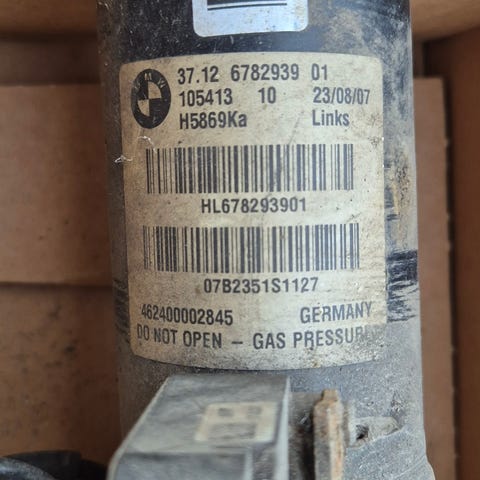 BMW
37.12 6782939 01
105413 10 23/08/07
H5869Ka Links
HL678293901
07B2351S1127
462400002845 GERMANY
DO NOT OPEN - GAS PRESSURE